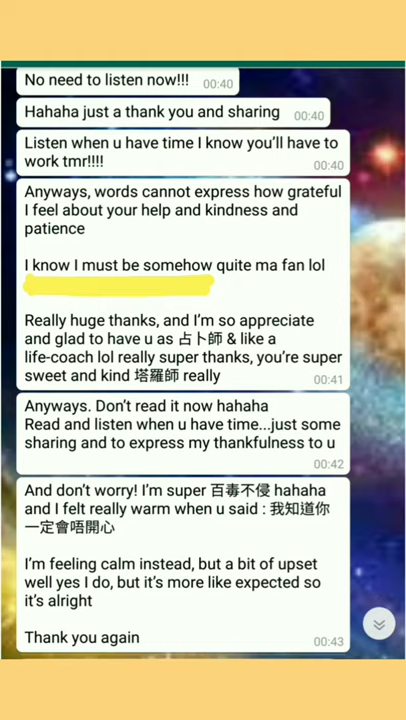 No need to listen now!!!
00:40
Hahaha just a thank you and sharing
00:40
Listen when u have time I know you'll have to
work tmr!!!!
00:40
Anyways, words cannot express how grateful
I feel about your help and kindness and
patience
I know I must be somehow quite ma fan lol
Really huge thanks, and I'm so appreciate
and glad to have u as 占卜師 & like a
life-coach lol really super thanks, you're super
sweet and kind 塔羅師 really
00:41
Anyways. Don't read it now hahaha
Read and listen when u have time...just some
sharing and to express my thankfulness to u
00:42
And don't worry! I'm super 百毒不侵 hahaha
and I felt really warm when u said : 我知道你
一定會唔開心
I'm feeling calm instead, but a bit of upset
well yes I do, but it's more like expected so
it's alright
Thank you again
00:43